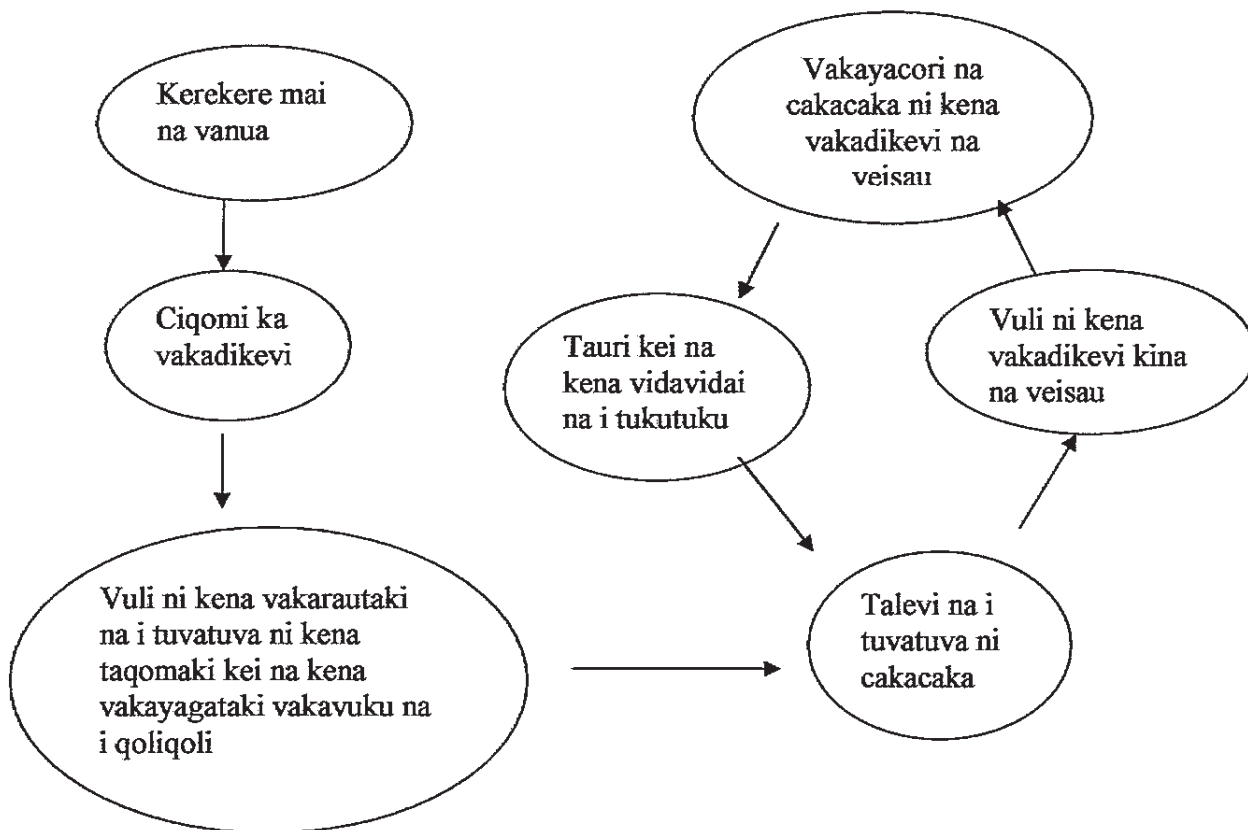 Kerekere mai
na vanua
Ciqomi ka
vakadikevi
Vuli ni kena vakarautaki
na i tuvatuva ni kena
taqomaki kei na kena
vakayagataki vakavuku na
i qoliqoli
Talevi na i
tuvatuva ni
cakacaka
Vuli ni kena
vakadikevi kina
na veisau
Vakayacori na
cakacaka ni kena
vakadikevi na
veisau
Tauri kei na
kena vidavidai
na i tukutuku